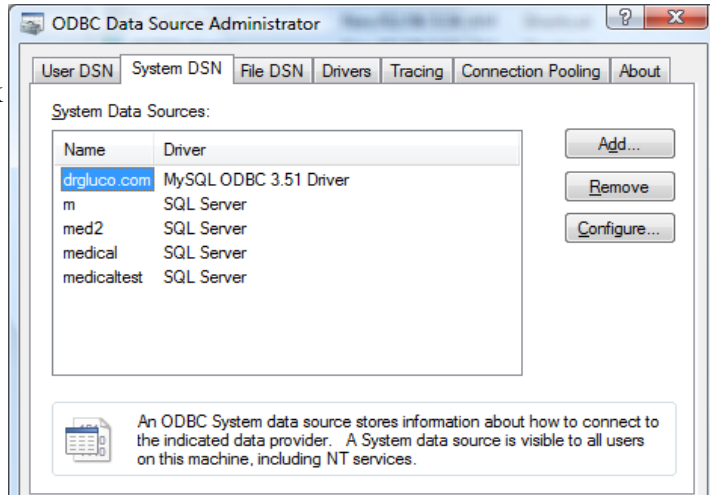 ODBC Data Source Administrator
User DSN System DSN File DSN Drivers Tracing Connection Pooling About
System Data Sources:
Name Driver
drgluco.com MySQL ODBC 3.51 Driver
m SQL Server
med2 SQL Server
medical SQL Server
medicaltest SQL Server
Add...
Remove
Configure...
An ODBC System data source stores information about how to connect to
the indicated data provider. A System data source is visible to all users
on this machine, including NT services.